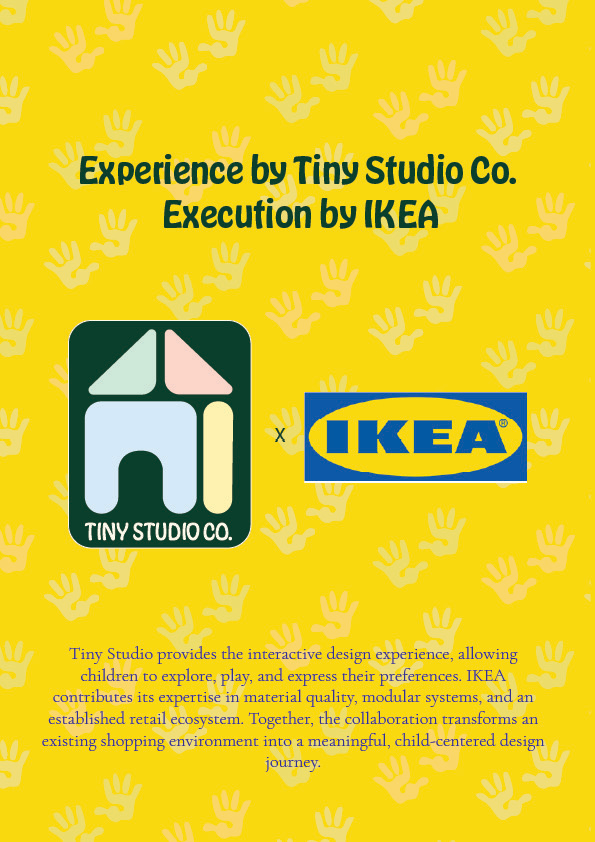 Experience by Tiny Studio Co.
Execution by IKEA
TINY STUDIO CO.
X
IKEA®
Tiny Studio provides the interactive design experience, allowing
children to explore, play, and express their preferences. IKEA
contributes its expertise in material quality, modular systems, and an
established retail ecosystem. Together, the collaboration transforms an
existing shopping environment into a meaningful, child-centered design
journey.